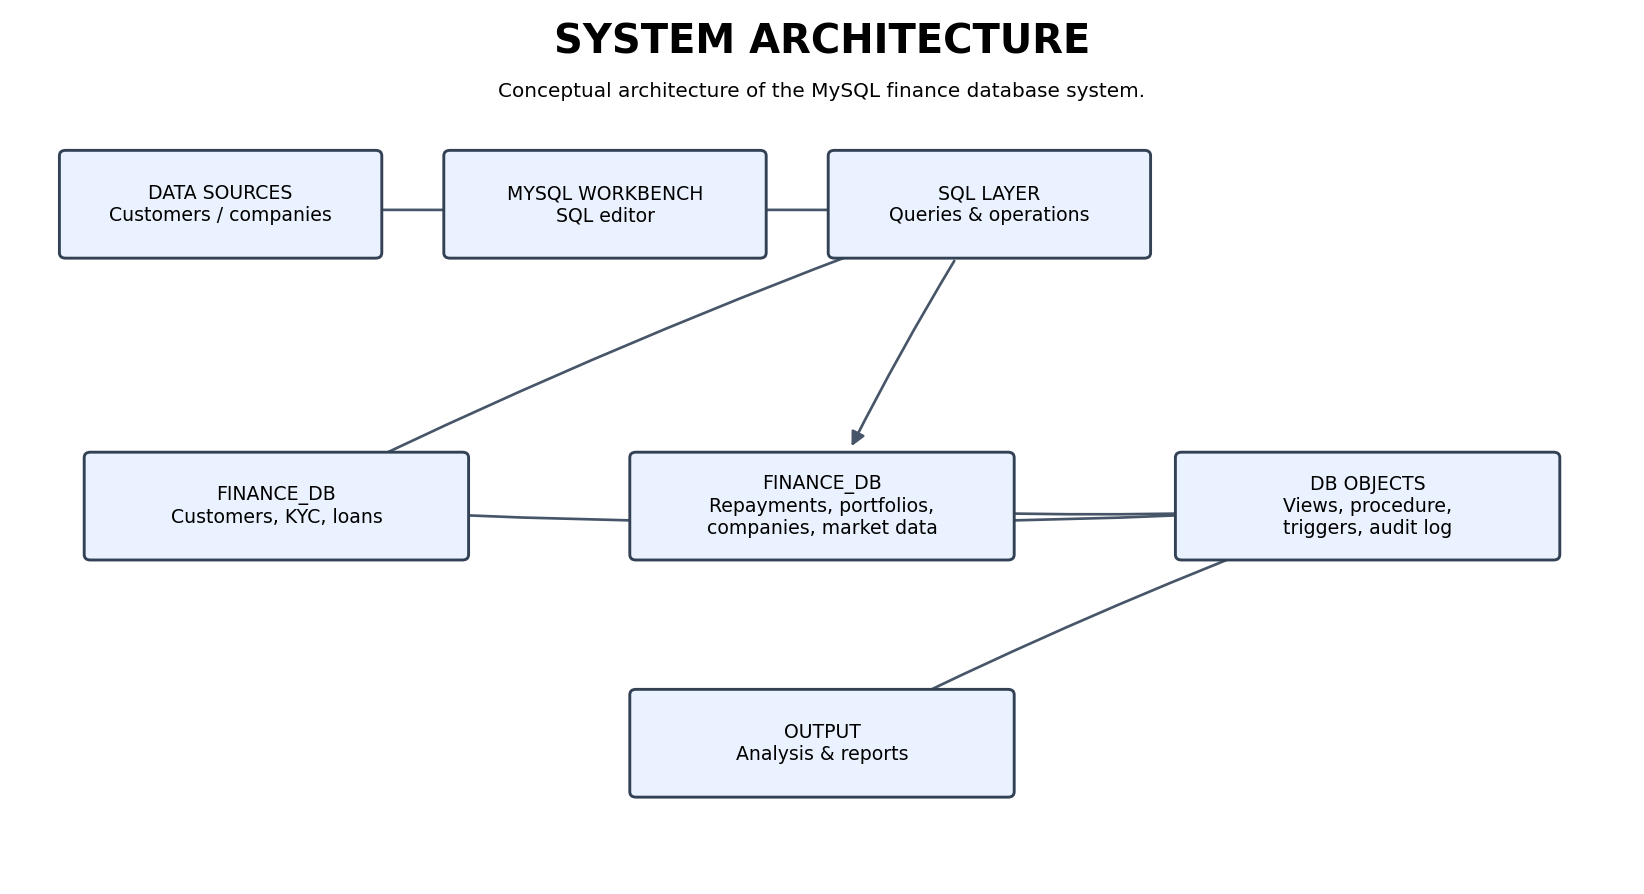 SYSTEM ARCHITECTURE
Conceptual architecture of the MySQL finance database system.
DATA SOURCES
Customers / companies
MYSQL WORKBENCH
SQL editor
SQL LAYER
Queries & operations
FINANCE_DB
Customers, KYC, loans
FINANCE_DB
Repayments, portfolios,
companies, market data
DB OBJECTS
Views, procedure,
triggers, audit log
OUTPUT
Analysis & reports